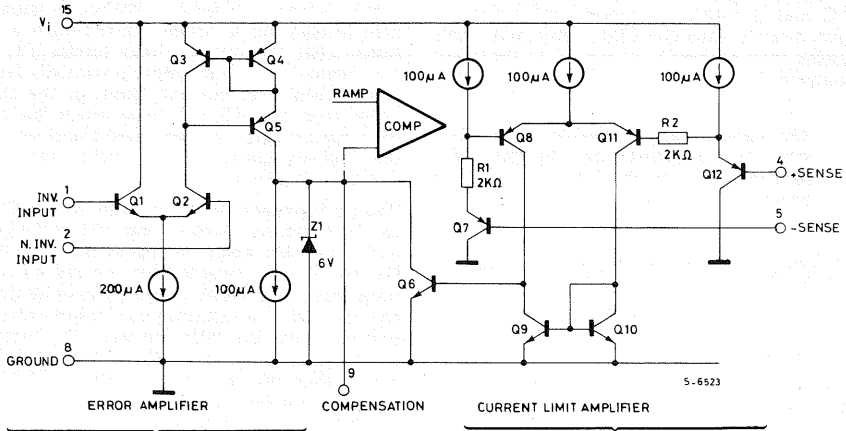 15
Vi
Q3
Q4
100μA
100μA
100μA
RAMP
COMP
Q5
Q8
Q11
R2
2KΩ
4
+SENSE
Q12
INV. INPUT
1
Q1
Q2
R1
2KΩ
5
-SENSE
N. INV. INPUT
2
Z1
6V
Q7
200μA
100μA
Q6
Q9
Q10
GROUND
8
9
S-6523
ERROR AMPLIFIER
COMPENSATION
CURRENT LIMIT AMPLIFIER